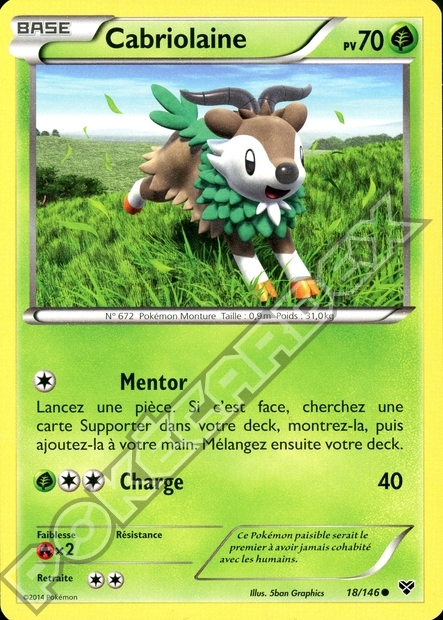 BASE Cabriolaine PV70
N° 672 Pokémon Monture Taille : 0,9m Poids : 31,0kg
Mentor
Lancez une pièce. Si c'est face, cherchez une
carte Supporter dans votre deck, montrez-la, puis
ajoutez-la à votre main. Mélangez ensuite votre deck.
Charge 40
Faiblesse Résistance
×2
Ce Pokémon paisible serait le
premier à avoir jamais cohabité
avec les humains.
Retraite
©2014 Pokémon Illus. 5ban Graphics 18/146 XY
POKECARDEX